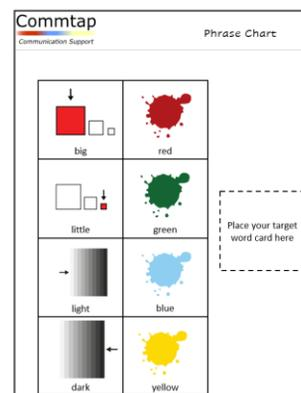 Commtap
Communication Support
Phrase Chart
big red
little green
Place your target
word card here
light blue
dark yellow